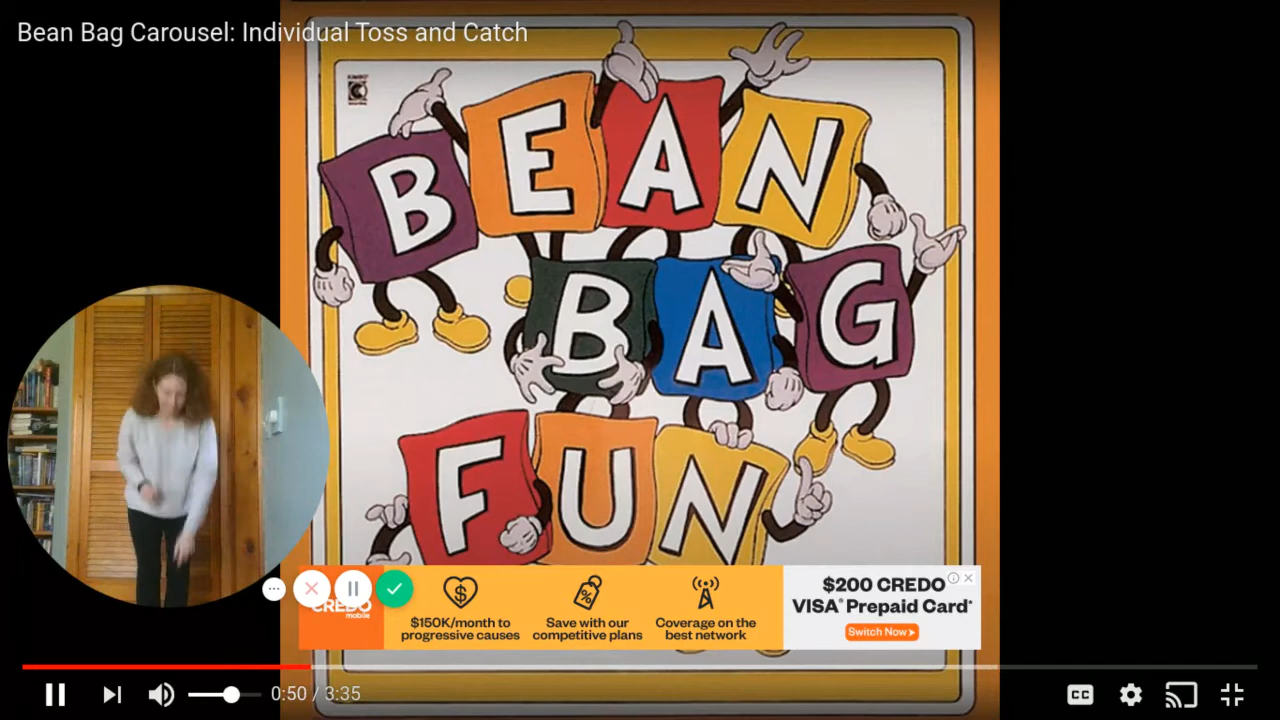 Bean Bag Carousel: Individual Toss and Catch
BEAN
BAG
FUN
CREDO
mobile
$150K/month to
progressive causes
Save with our
competitive plans
Coverage on the
best network
$200 CREDO
VISA® Prepaid Card*
Switch Now
0:50 / 3:35
CC